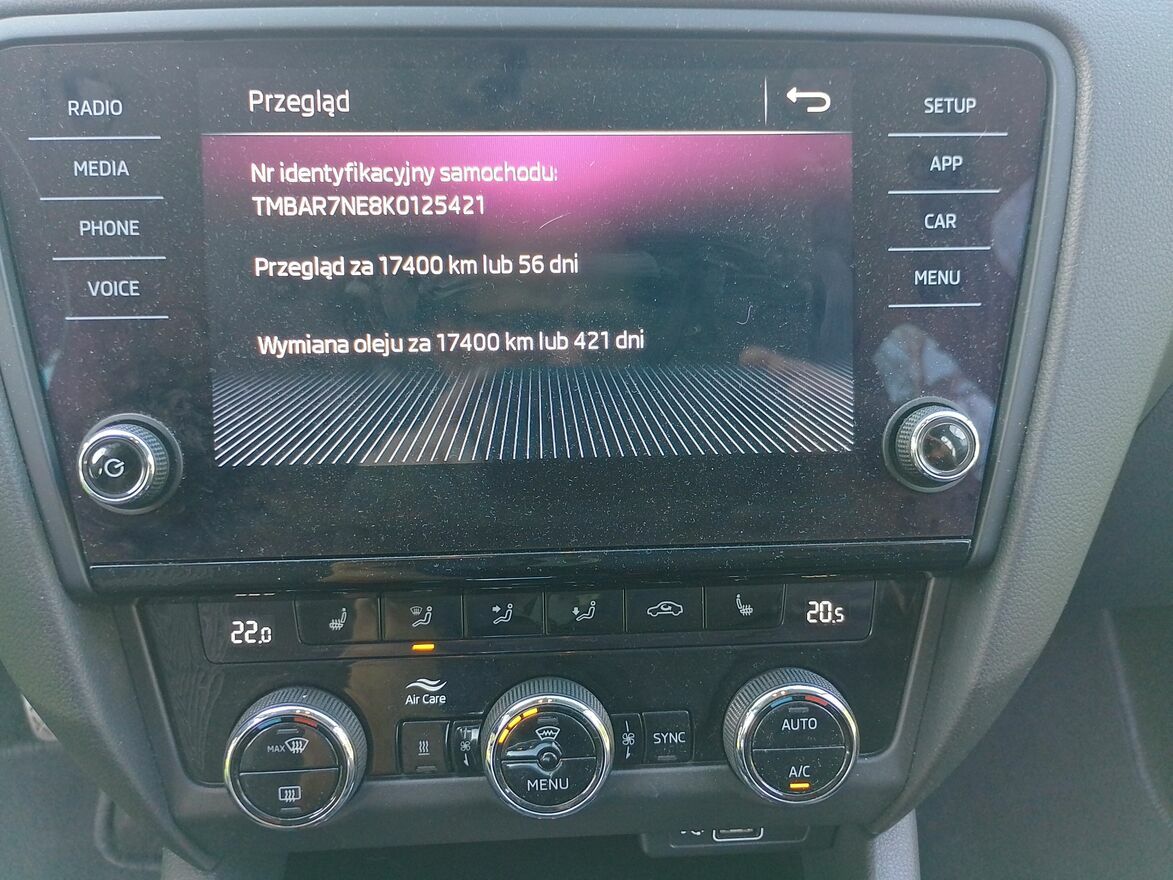 Przegląd
RADIO
MEDIA
PHONE
VOICE
Nr identyfikacyjny samochodu:
TMBAR7NE8K0125421
Przegląd za 17400 km lub 56 dni
Wymiana oleju za 17400 km lub 421 dni
SETUP
APP
CAR
MENU
22.0
20.5
Air Care
MAX
MENU
SYNC
AUTO
A/C